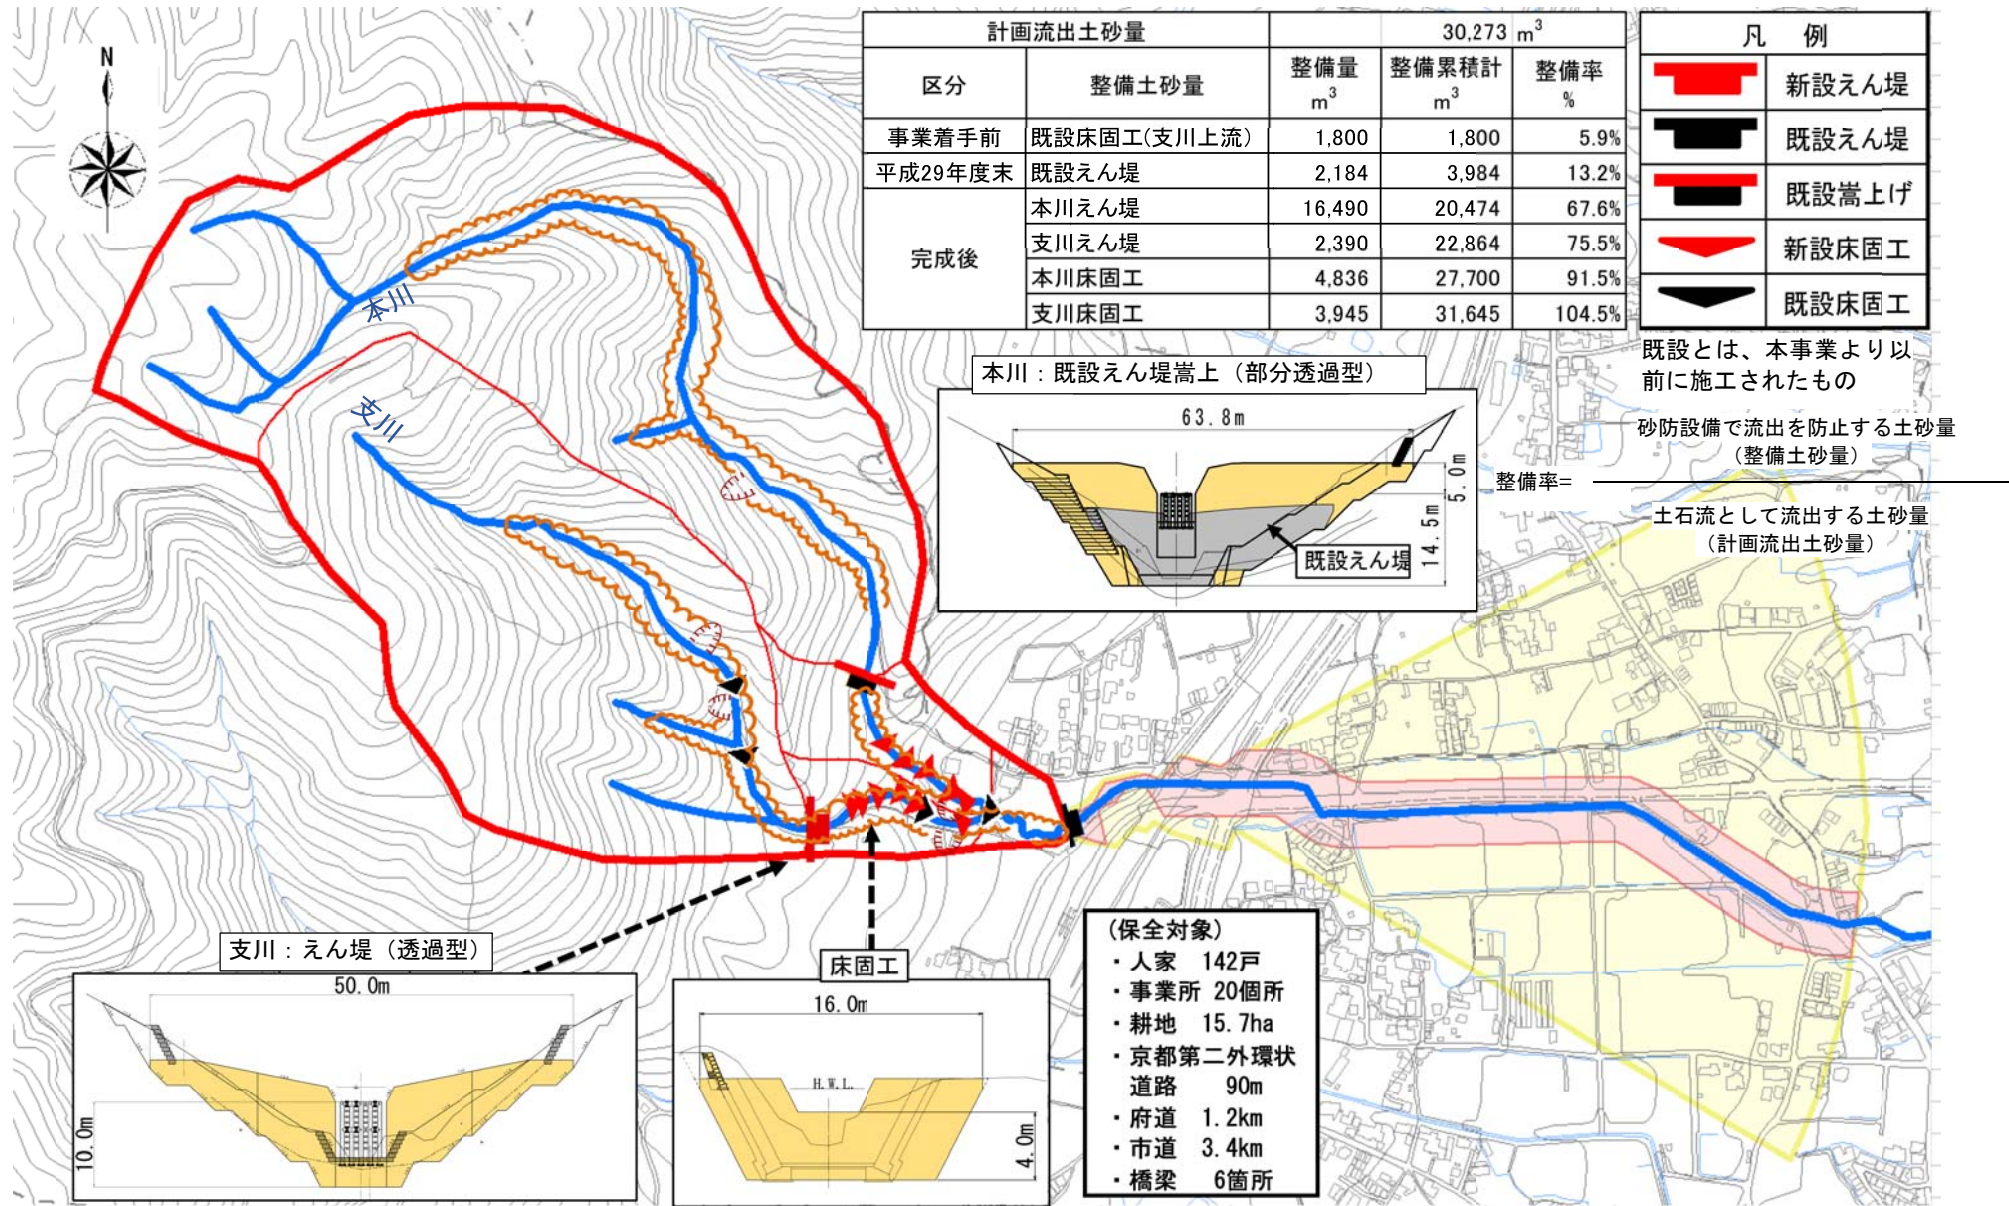 N
計画流出土砂量 30,273 m³
区分 整備土砂量 整備量 m³ 整備累積計 m³ 整備率 %
事業着手前 既設床固工(支川上流) 1,800 1,800 5.9%
平成29年度末 既設えん堤 2,184 3,984 13.2%
完成後 本川えん堤 16,490 20,474 67.6%
支川えん堤 2,390 22,864 75.5%
本川床固工 4,836 27,700 91.5%
支川床固工 3,945 31,645 104.5%
凡 例
新設えん堤
既設えん堤
既設嵩上げ
新設床固工
既設床固工
既設とは、本事業より以
前に施工されたもの
整備率=
砂防設備で流出を防止する土砂量
(整備土砂量)
土石流として流出する土砂量
(計画流出土砂量)
本川
支川
本川：既設えん堤嵩上（部分透過型）
63.8m
5.0m
14.5m
既設えん堤
支川：えん堤（透過型）
50.0m
10.0m
床固工
16.0m
H.W.L.
4.0m
(保全対象)
・人家 142戸
・事業所 20個所
・耕地 15.7ha
・京都第二外環状
道路 90m
・府道 1.2km
・市道 3.4km
・橋梁 6箇所